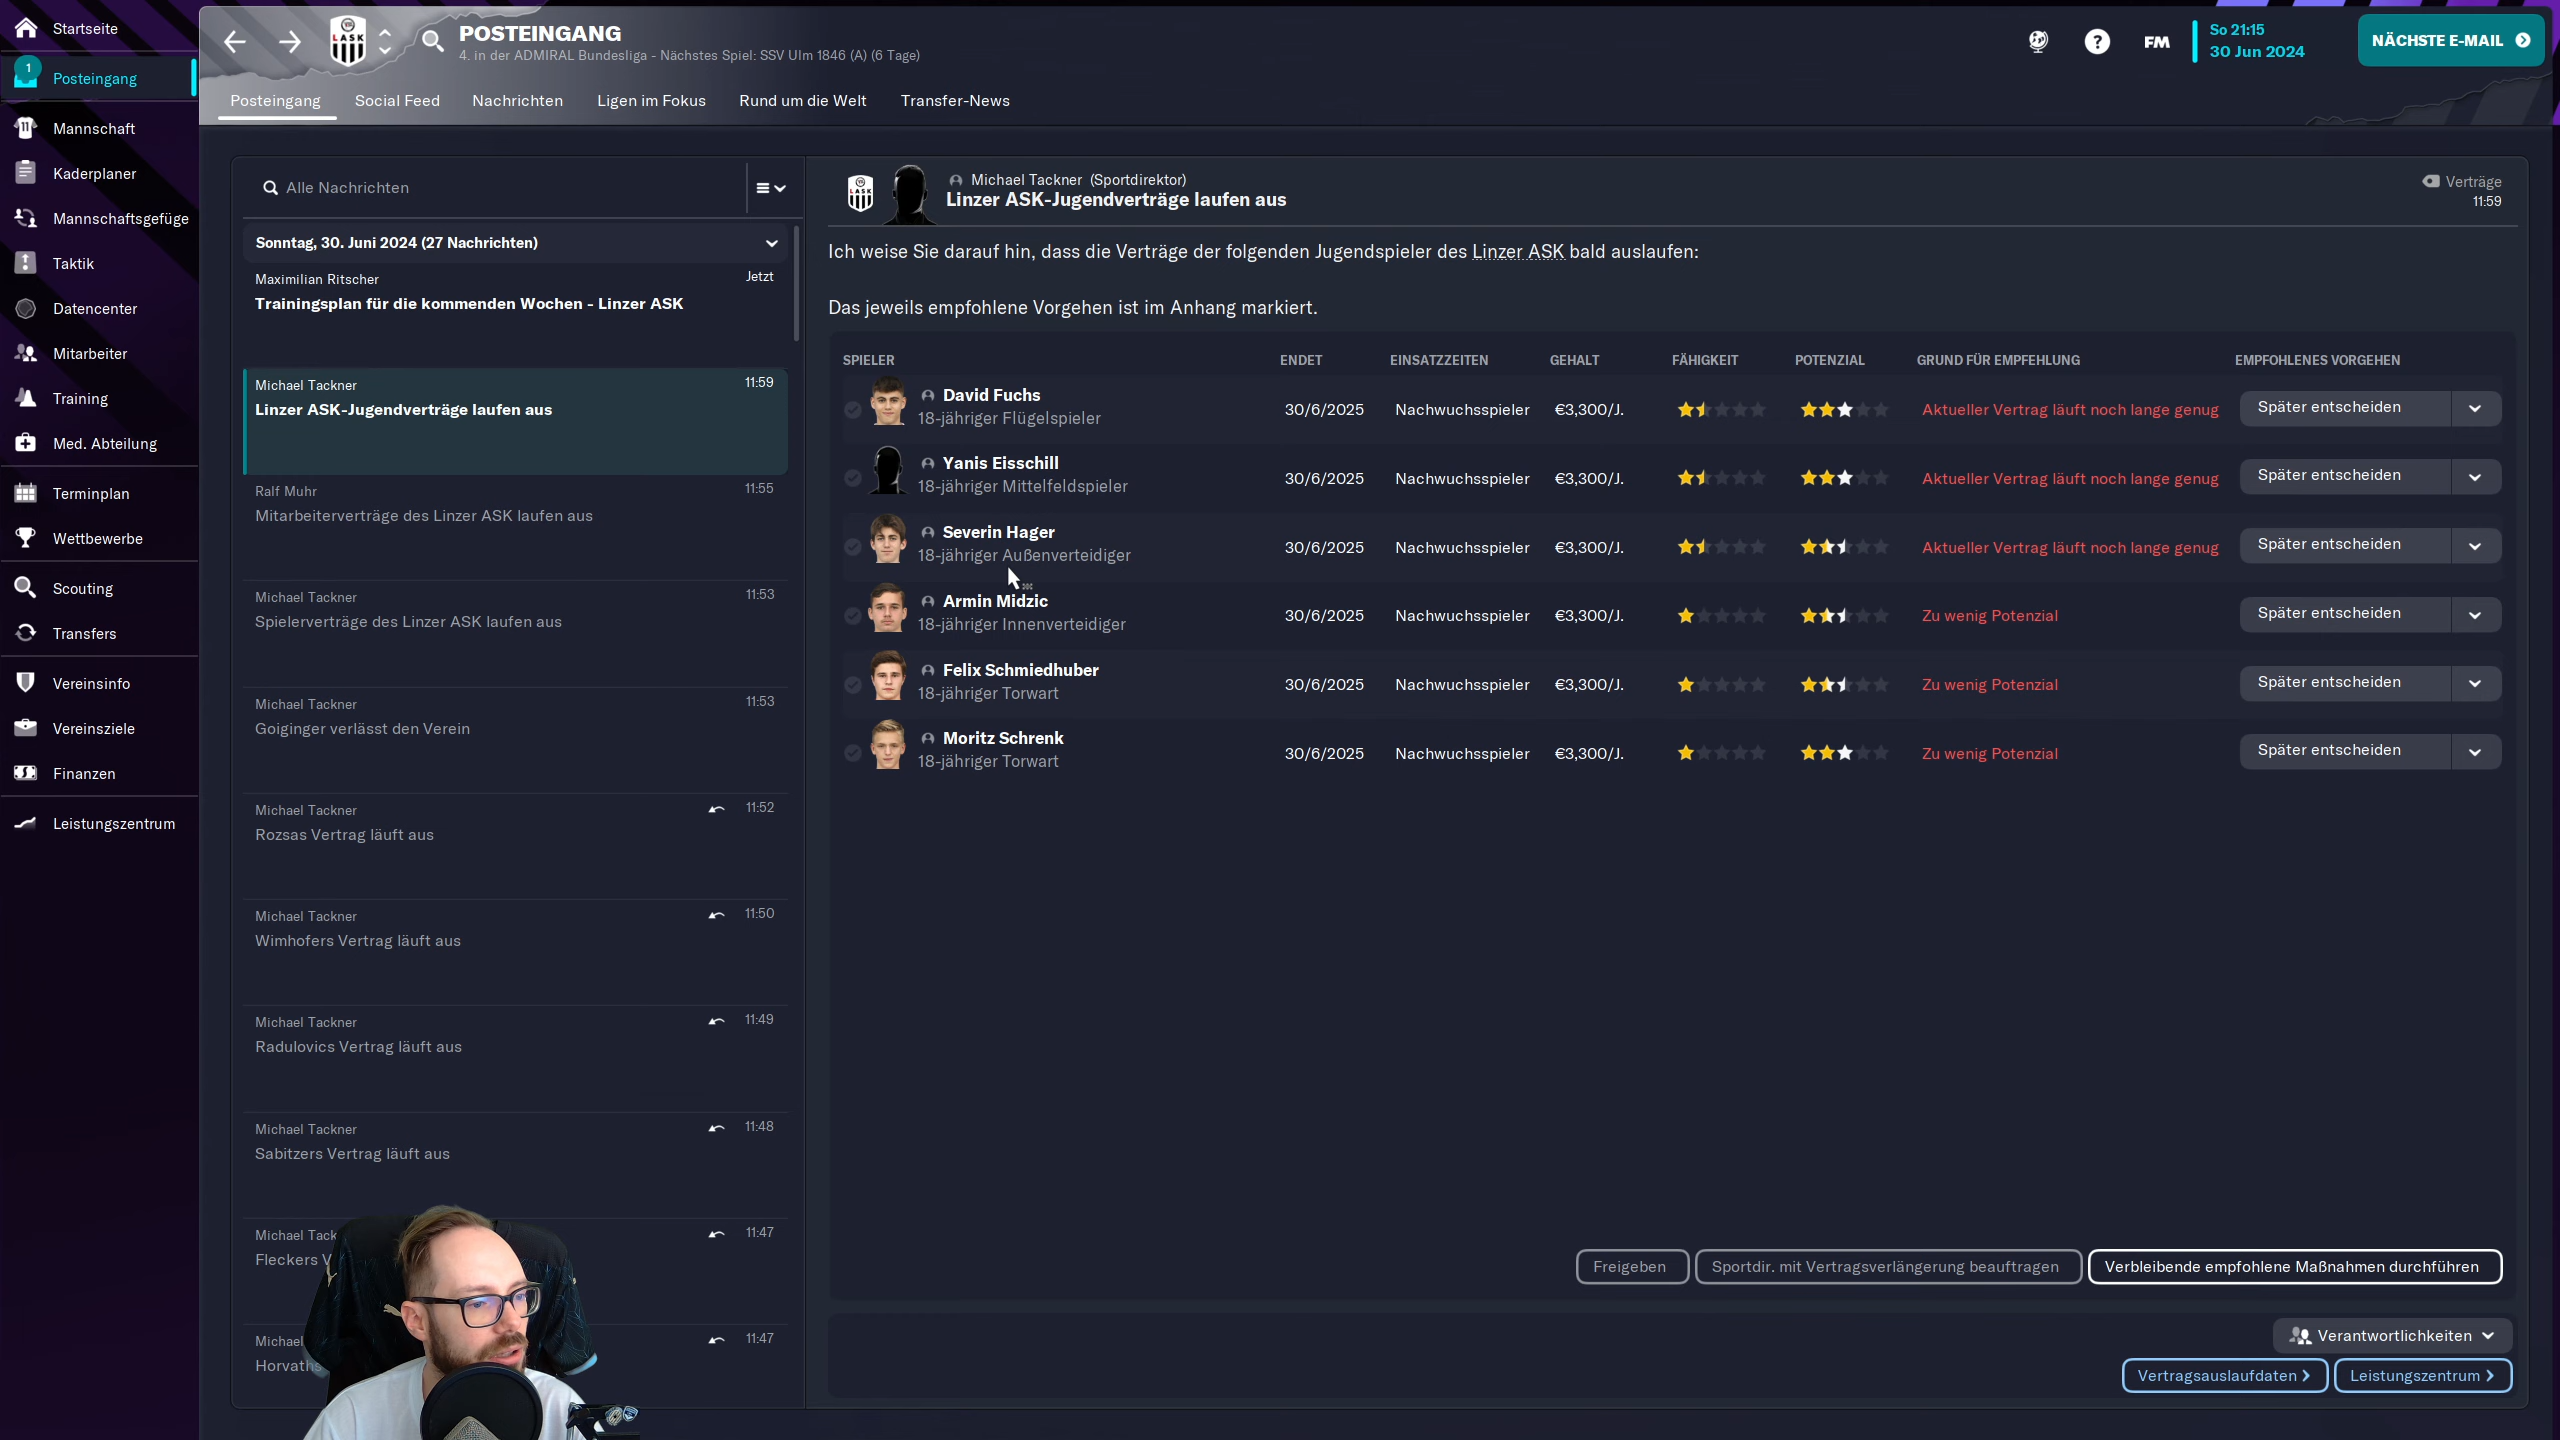 Startseite
1
Posteingang
Mannschaft
Kaderplaner
Mannschaftsgefüge
Taktik
Datencenter
Mitarbeiter
Training
Med. Abteilung
Terminplan
Wettbewerbe
Scouting
Transfers
Vereinsinfo
Vereinsziele
Finanzen
Leistungszentrum
LASK
POSTEINGANG
4. in der ADMIRAL Bundesliga - Nächstes Spiel: SSV Ulm 1846 (A) (6 Tage)
FM
So 21:15
30 Jun 2024
NÄCHSTE E-MAIL
Posteingang Social Feed Nachrichten Ligen im Fokus Rund um die Welt Transfer-News
Alle Nachrichten
Sonntag, 30. Juni 2024 (27 Nachrichten)
Maximilian Ritscher Jetzt
Trainingsplan für die kommenden Wochen - Linzer ASK
Michael Tackner 11:59
Linzer ASK-Jugendverträge laufen aus
Ralf Muhr 11:55
Mitarbeiterverträge des Linzer ASK laufen aus
Michael Tackner 11:53
Spielerverträge des Linzer ASK laufen aus
Michael Tackner 11:53
Goiginger verlässt den Verein
Michael Tackner 11:52
Rozsas Vertrag läuft aus
Michael Tackner 11:50
Wimhofers Vertrag läuft aus
Michael Tackner 11:49
Radulovics Vertrag läuft aus
Michael Tackner 11:48
Sabitzers Vertrag läuft aus
Michael Tack 11:47
Fleckers V
Michael 11:47
Horvaths
Michael Tackner (Sportdirektor)
Linzer ASK-Jugendverträge laufen aus
Verträge
11:59
Ich weise Sie darauf hin, dass die Verträge der folgenden Jugendspieler des Linzer ASK bald auslaufen:
Das jeweils empfohlene Vorgehen ist im Anhang markiert.
SPIELER ENDET EINSATZZEITEN GEHALT FÄHIGKEIT POTENZIAL GRUND FÜR EMPFEHLUNG EMPFOHLENES VORGEHEN
David Fuchs
18-jähriger Flügelspieler 30/6/2025 Nachwuchsspieler €3,300/J. Aktueller Vertrag läuft noch lange genug Später entscheiden
Yanis Eisschill
18-jähriger Mittelfeldspieler 30/6/2025 Nachwuchsspieler €3,300/J. Aktueller Vertrag läuft noch lange genug Später entscheiden
Severin Hager
18-jähriger Außenverteidiger 30/6/2025 Nachwuchsspieler €3,300/J. Aktueller Vertrag läuft noch lange genug Später entscheiden
Armin Midzic
18-jähriger Innenverteidiger 30/6/2025 Nachwuchsspieler €3,300/J. Zu wenig Potenzial Später entscheiden
Felix Schmiedhuber
18-jähriger Torwart 30/6/2025 Nachwuchsspieler €3,300/J. Zu wenig Potenzial Später entscheiden
Moritz Schrenk
18-jähriger Torwart 30/6/2025 Nachwuchsspieler €3,300/J. Zu wenig Potenzial Später entscheiden
Freigeben Sportdir. mit Vertragsverlängerung beauftragen Verbleibende empfohlene Maßnahmen durchführen
Verantwortlichkeiten
Vertragsauslaufdaten Leistungszentrum